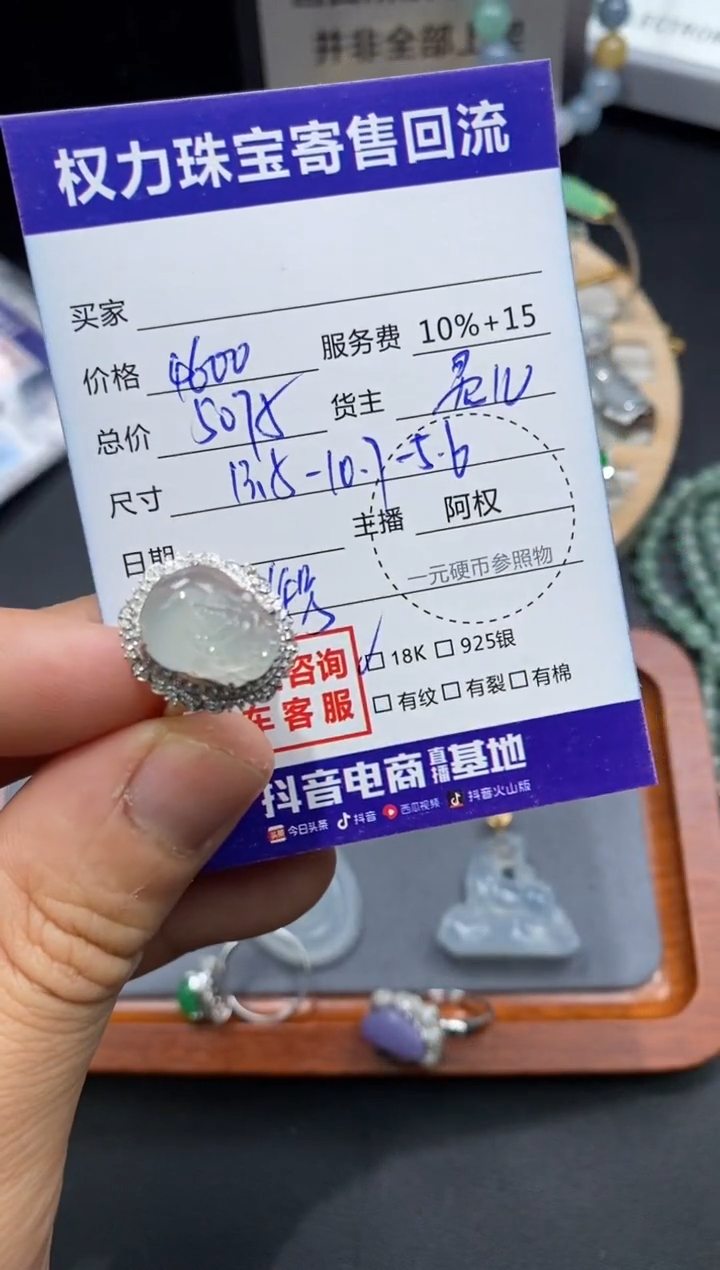 并非全部上
权力珠宝寄售回流
买家
价格 4600 服务费 10%+15
总价 5075 货主
尺寸 13.5-10.7-5.6
日期 主播 阿权
一元硬币参照物
咨询 18K 925银
车客服 有纹 有裂 有棉
抖音电商直播基地
头条 今日头条 抖音 西瓜视频 抖音火山版